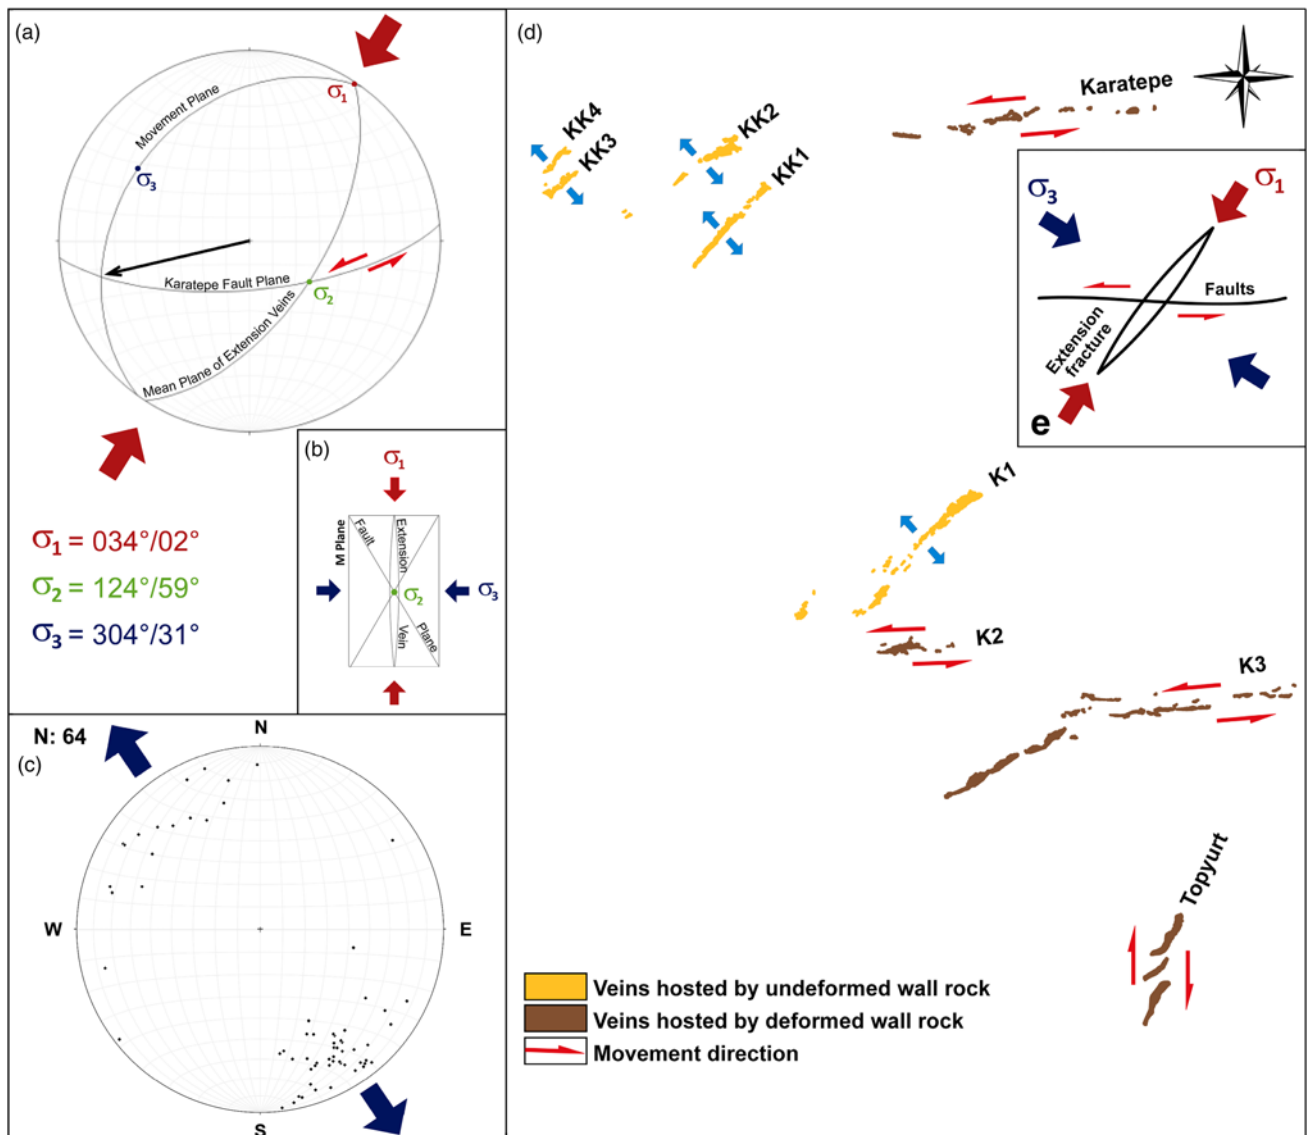 (a)
σ1
Movement Plane
σ3
Karatepe Fault Plane
σ2
Mean Plane of Extension Veins
σ1 = 034°/02°
σ2 = 124°/59°
σ3 = 304°/31°
(b)
σ1
M Plane
Fault
Extension
σ2
σ3
Vein
Plane
N: 64
(c)
N
W
E
S
(d)
Karatepe
KK4
KK3
KK2
KK1
σ3
σ1
Faults
Extension
fracture
e
K1
K2
K3
Topyurt
Veins hosted by undeformed wall rock
Veins hosted by deformed wall rock
Movement direction